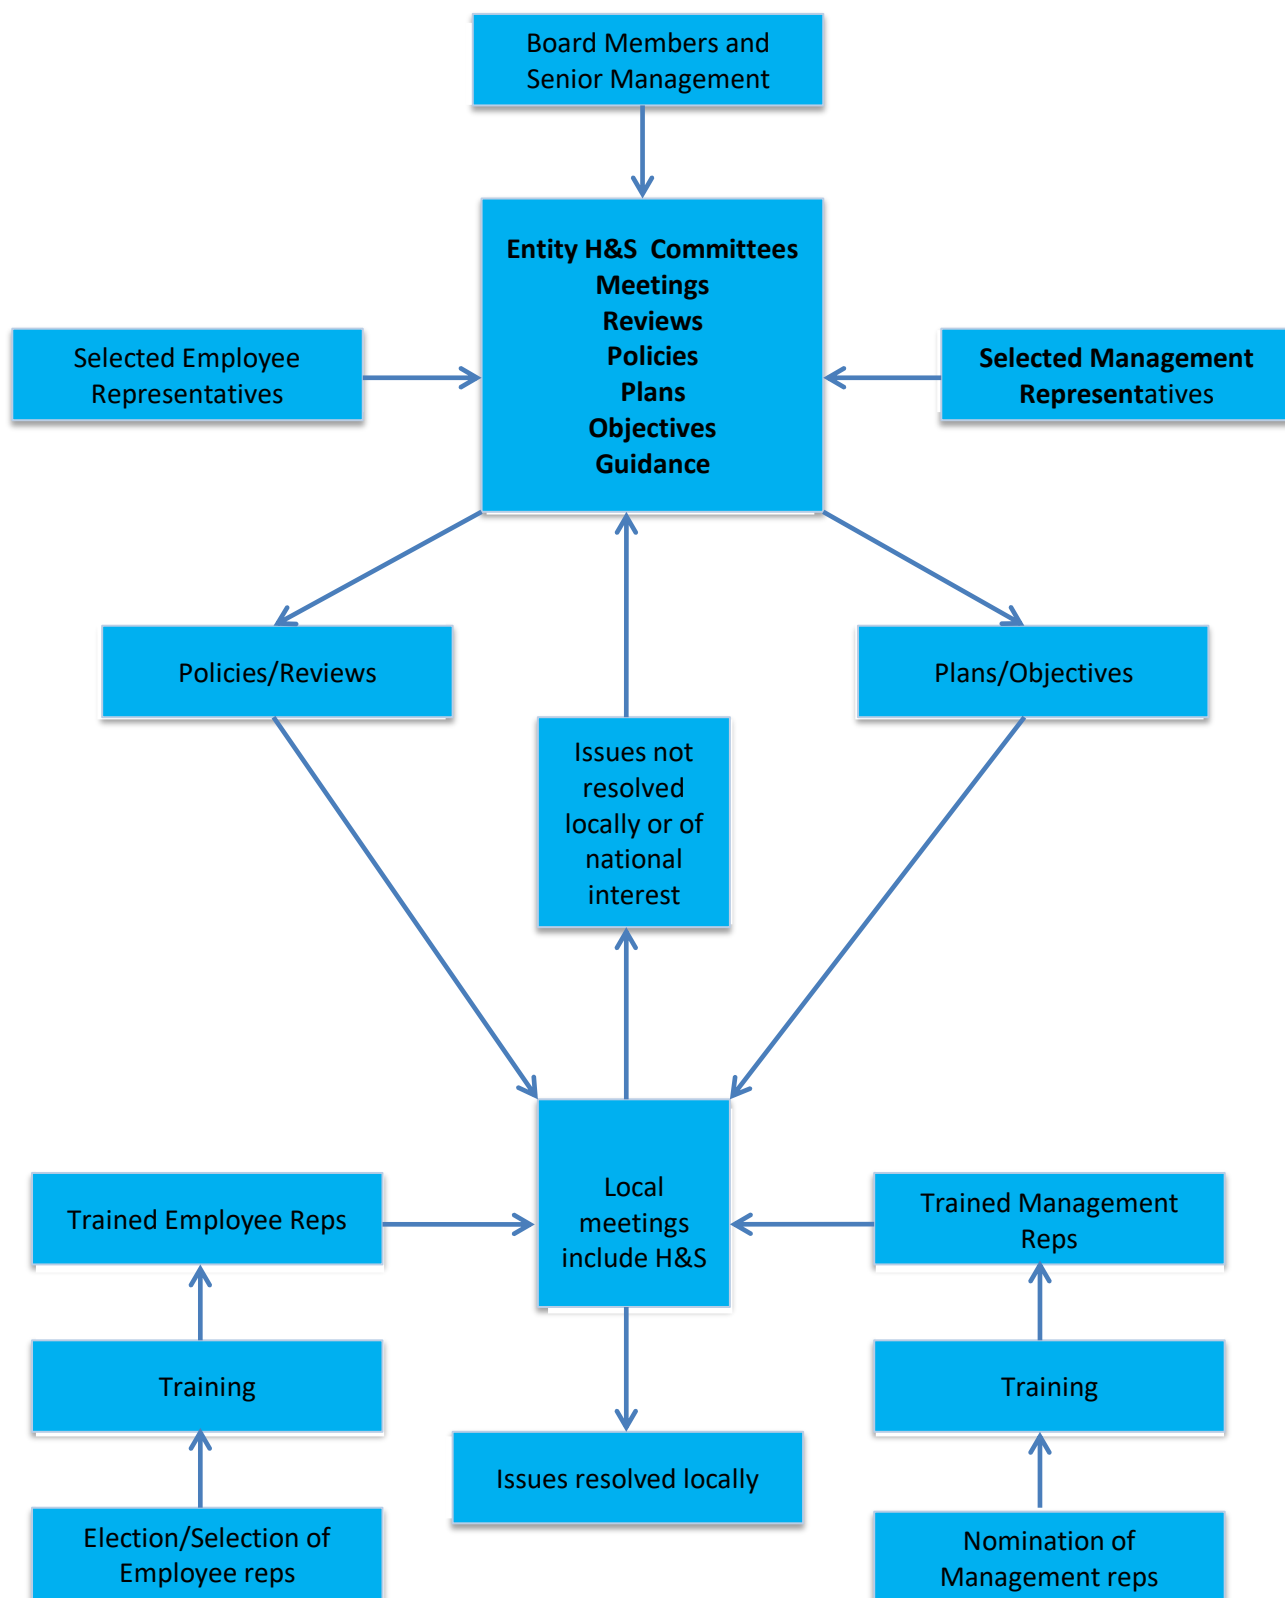 Board Members and
Senior Management
Entity H&S  Committees
Meetings
Reviews
Policies
Plans
Objectives
Guidance
Selected Employee
Representatives
Selected Management
Representatives
Policies/Reviews
Plans/Objectives
Issues not
resolved
locally or of
national
interest
Trained Employee Reps
Local
meetings
include H&S
Trained Management
Reps
Training
Training
Issues resolved locally
Election/Selection of
Employee reps
Nomination of
Management reps